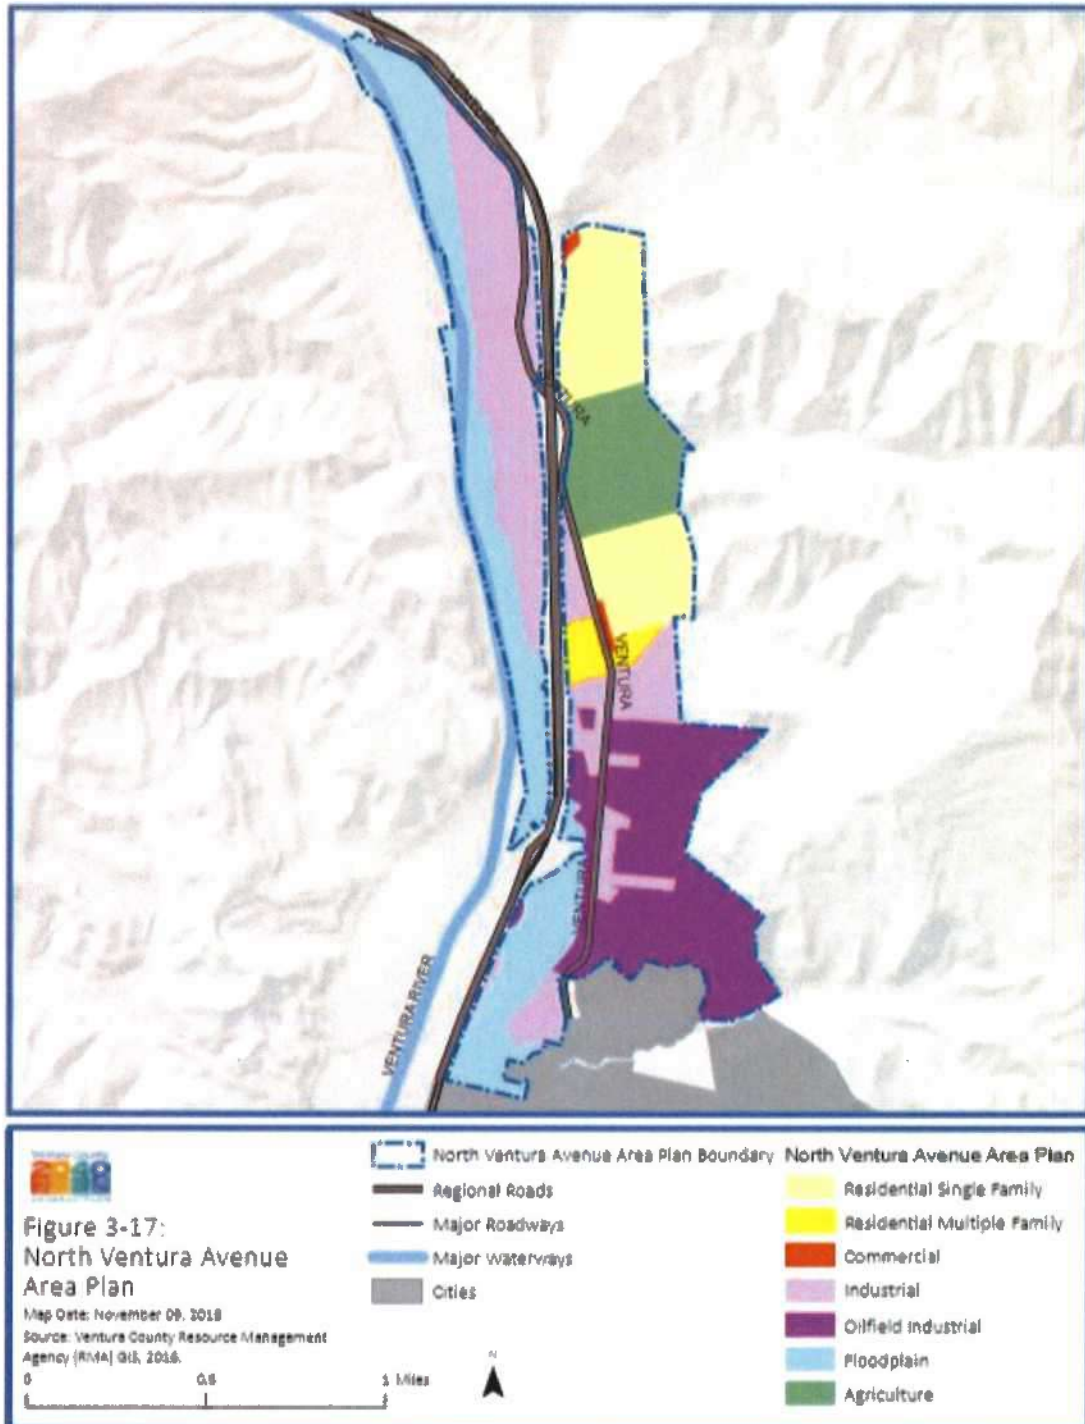 VENTURA
VENTURA
VENTURA
VENTURA RIVER
2040
Figure 3-17:
North Ventura Avenue
Area Plan
Map Date: November 09, 2018
Source: Ventura County Resource Management
Agency (RMA) GIS, 2016.
0 0.5 1 Miles
N
North Ventura Avenue Area Plan Boundary
Regional Roads
Major Roadways
Major Waterways
Cities
North Ventura Avenue Area Plan
Residential Single Family
Residential Multiple Family
Commercial
Industrial
Oilfield Industrial
Floodplain
Agriculture